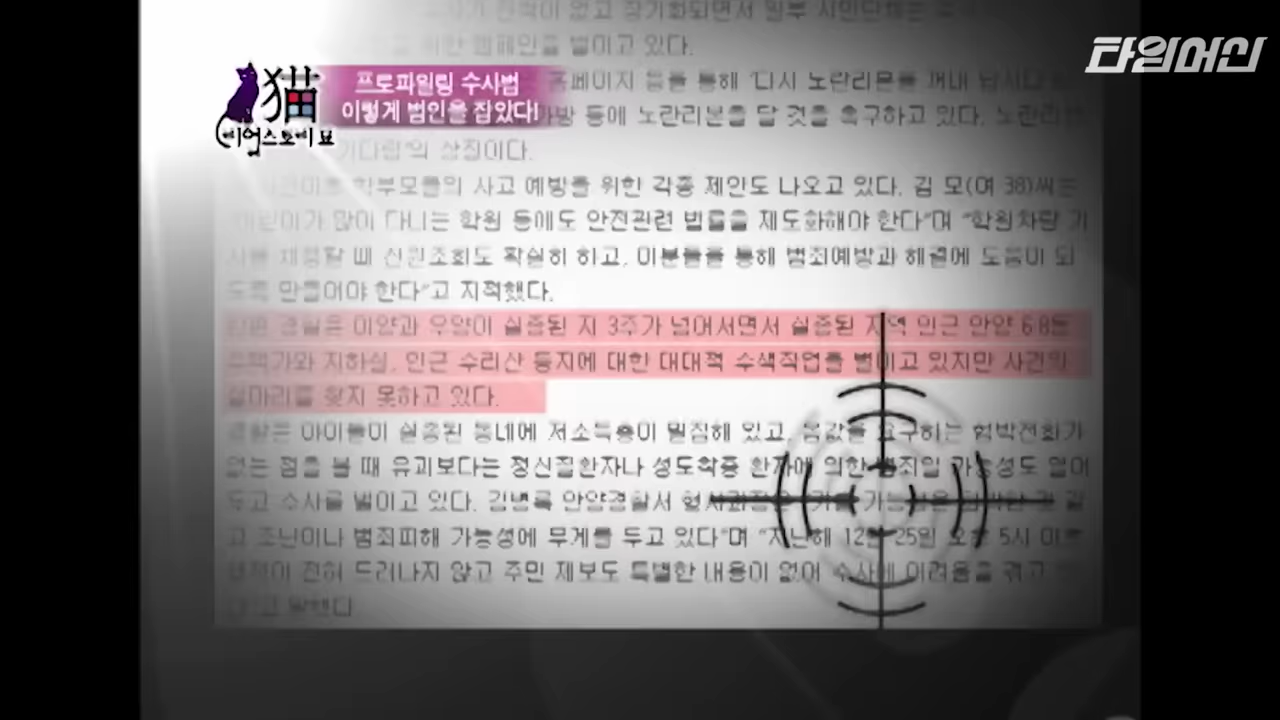 타임머신
猫
미어스토레 묘
프로파일링 수사법
이렇게 범인을 잡았다!
벌이고 있다.
홈페이지 등을 통해 '다시 노란리본을 꺼내
등에 노란리본을 달 것을 촉구하고 있다.
상징이다.
사고 예방을 위한 각종 제안도 나오고 있다. 김 모(여 38)씨는
많이 다니는 학원 등에도 안전관련 법률을 제도화해야 한다"며 "학원차량 기
채용할 때 신원조회도 확실히 하고, 미분들을 통해 범죄예방과 해결에 도움이 되
도록 만들어야 한다"고 지적했다.
경찰은 이양과 우양이 실종된 지 3주가 넘어서면서 실종된 지역 인근 안양 6 8동
주택가와 지하실, 인근 수리산 등지에 대한 대대적 수색작업을 벌이고 있지만 사건의
실마리를 찾지 못하고 있다.
경찰은 아이들이 실종된 동네에 저소득층이 밀집해 있고, 몸값을 요구하는 협박전화가
없는 점을 볼 때 유괴보다는 정신질환자나 성도착증 환자에 의한 범죄일 가능성도 열어
두고 수사를 벌이고 있다. 안양경찰서
조난이나 범죄피해 가능성에 무게를 두고 있다"며 "지난해 12월 25일 오후 5시 이후
행적이 전혀 드러나지 않고 주민 제보도 특별한 내용이 없어 수사에 어려움을 겪고
말했다